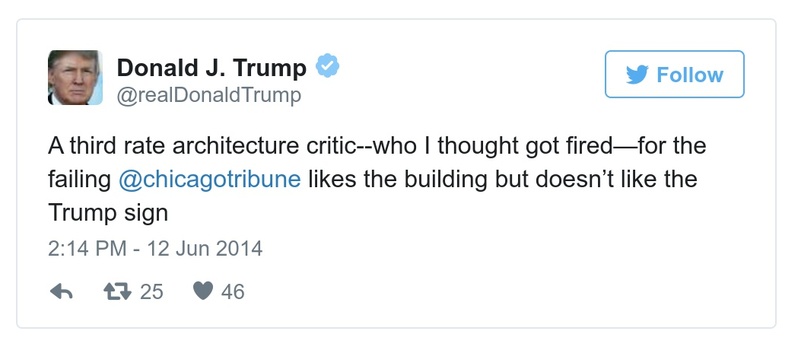 Donald J. Trump
@realDonaldTrump
Follow
A third rate architecture critic--who I thought got fired—for the
failing @chicagotribune likes the building but doesn’t like the
Trump sign
2:14 PM - 12 Jun 2014
25 46